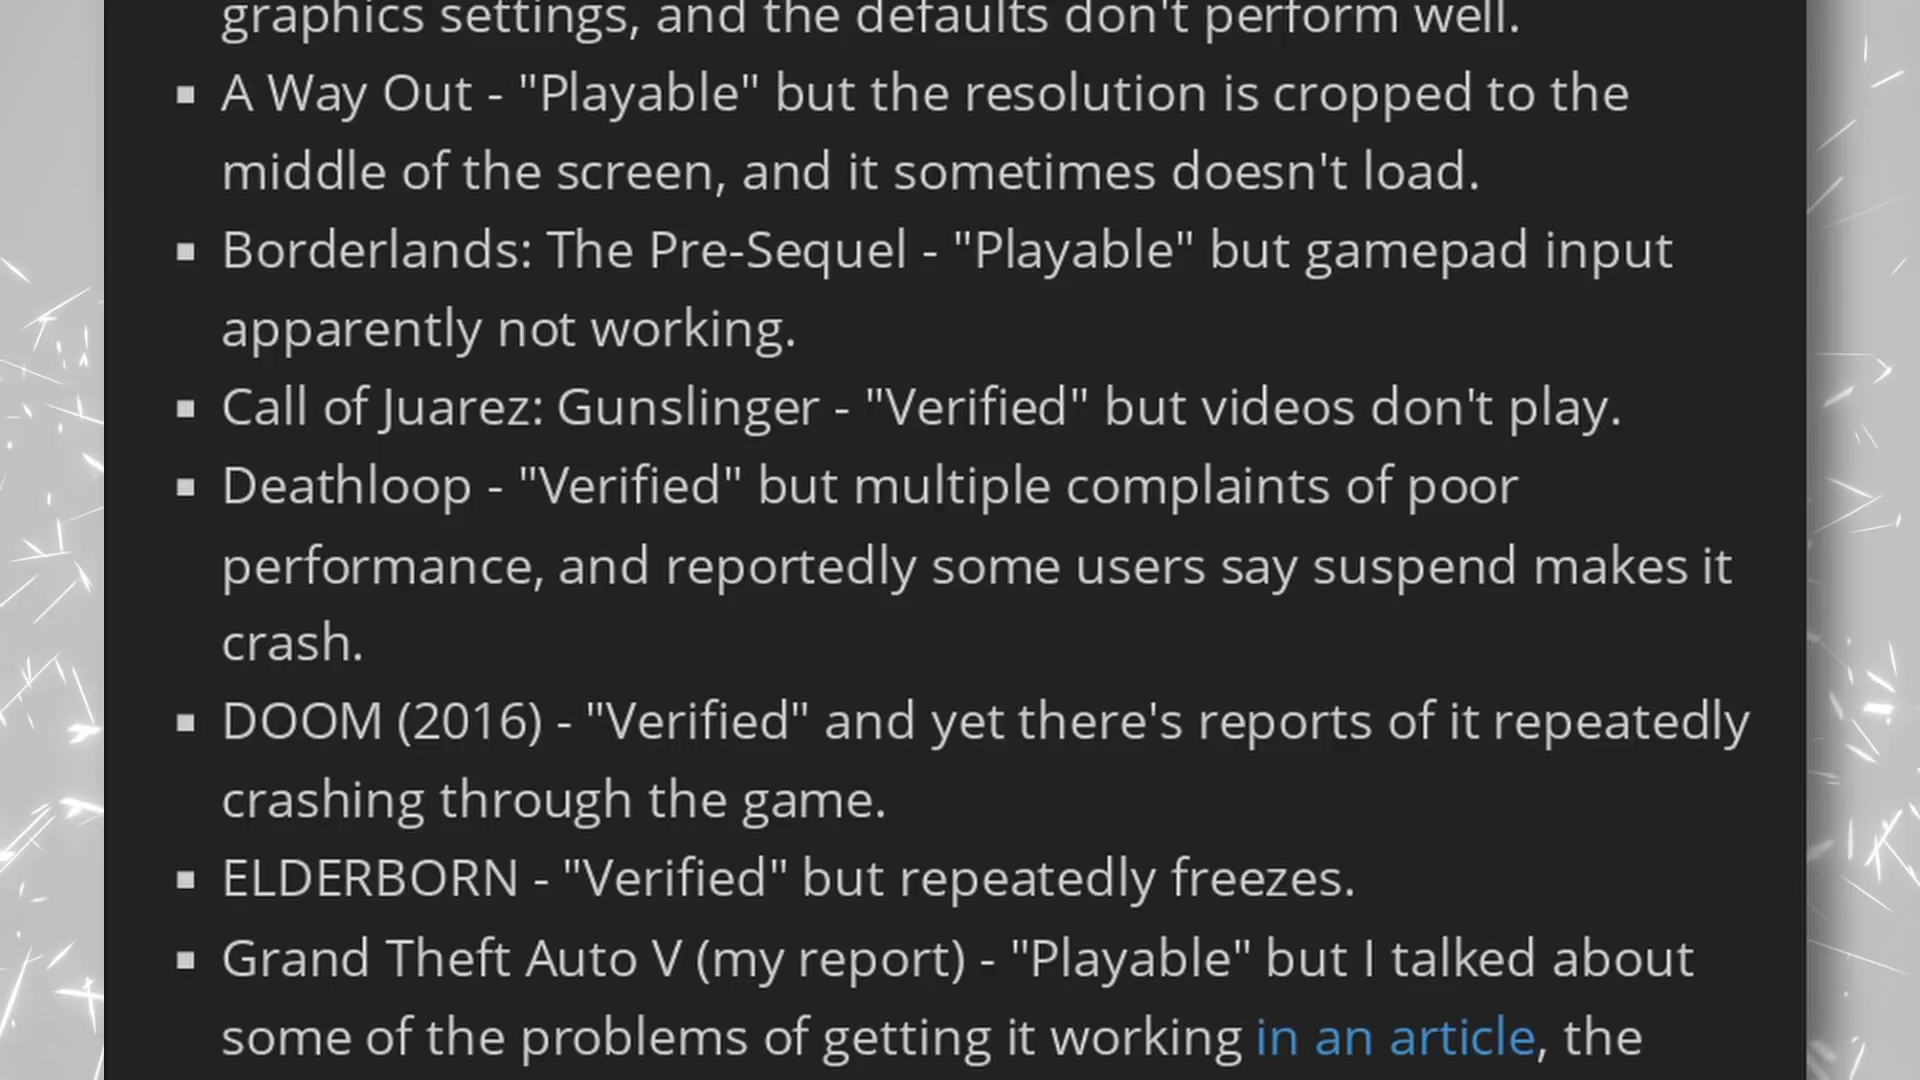 graphics settings, and the defaults don't perform well.
▪ A Way Out - "Playable" but the resolution is cropped to the
middle of the screen, and it sometimes doesn't load.
▪ Borderlands: The Pre-Sequel - "Playable" but gamepad input
apparently not working.
▪ Call of Juarez: Gunslinger - "Verified" but videos don't play.
▪ Deathloop - "Verified" but multiple complaints of poor
performance, and reportedly some users say suspend makes it
crash.
▪ DOOM (2016) - "Verified" and yet there's reports of it repeatedly
crashing through the game.
▪ ELDERBORN - "Verified" but repeatedly freezes.
▪ Grand Theft Auto V (my report) - "Playable" but I talked about
some of the problems of getting it working in an article, the